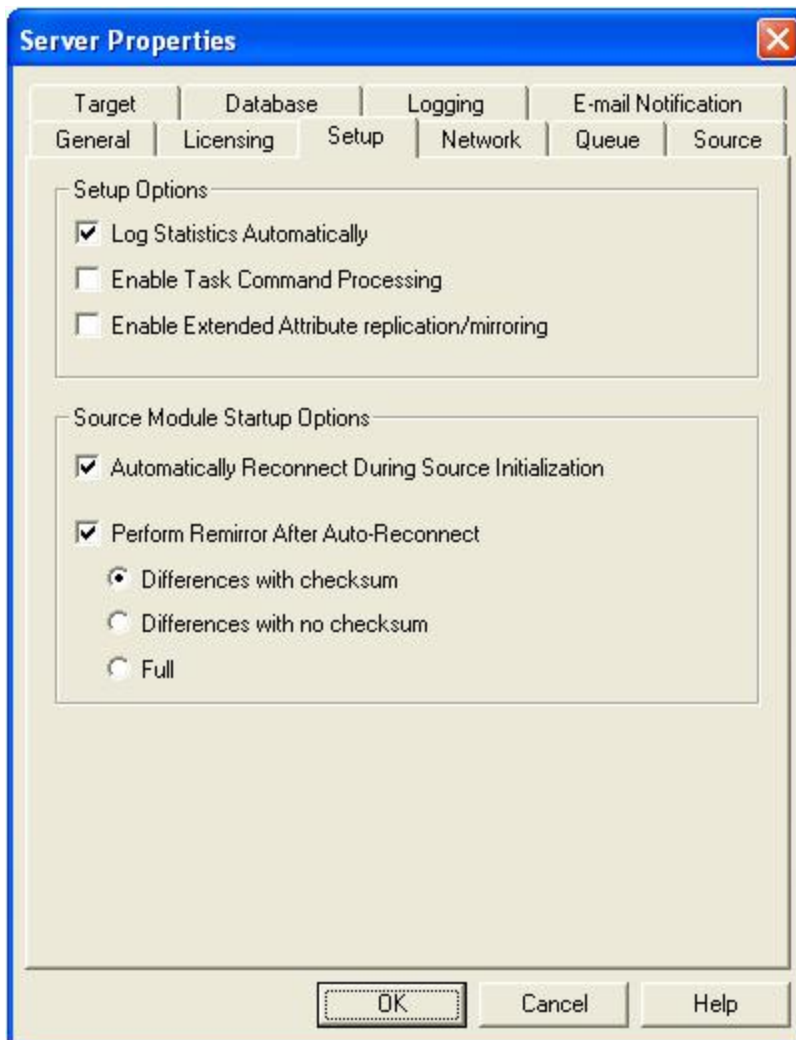 Server Properties
Target Database Logging E-mail Notification
General Licensing Setup Network Queue Source
Setup Options
Log Statistics Automatically
Enable Task Command Processing
Enable Extended Attribute replication/mirroring
Source Module Startup Options
Automatically Reconnect During Source Initialization
Perform Remirror After Auto-Reconnect
Differences with checksum
Differences with no checksum
Full
OK Cancel Help